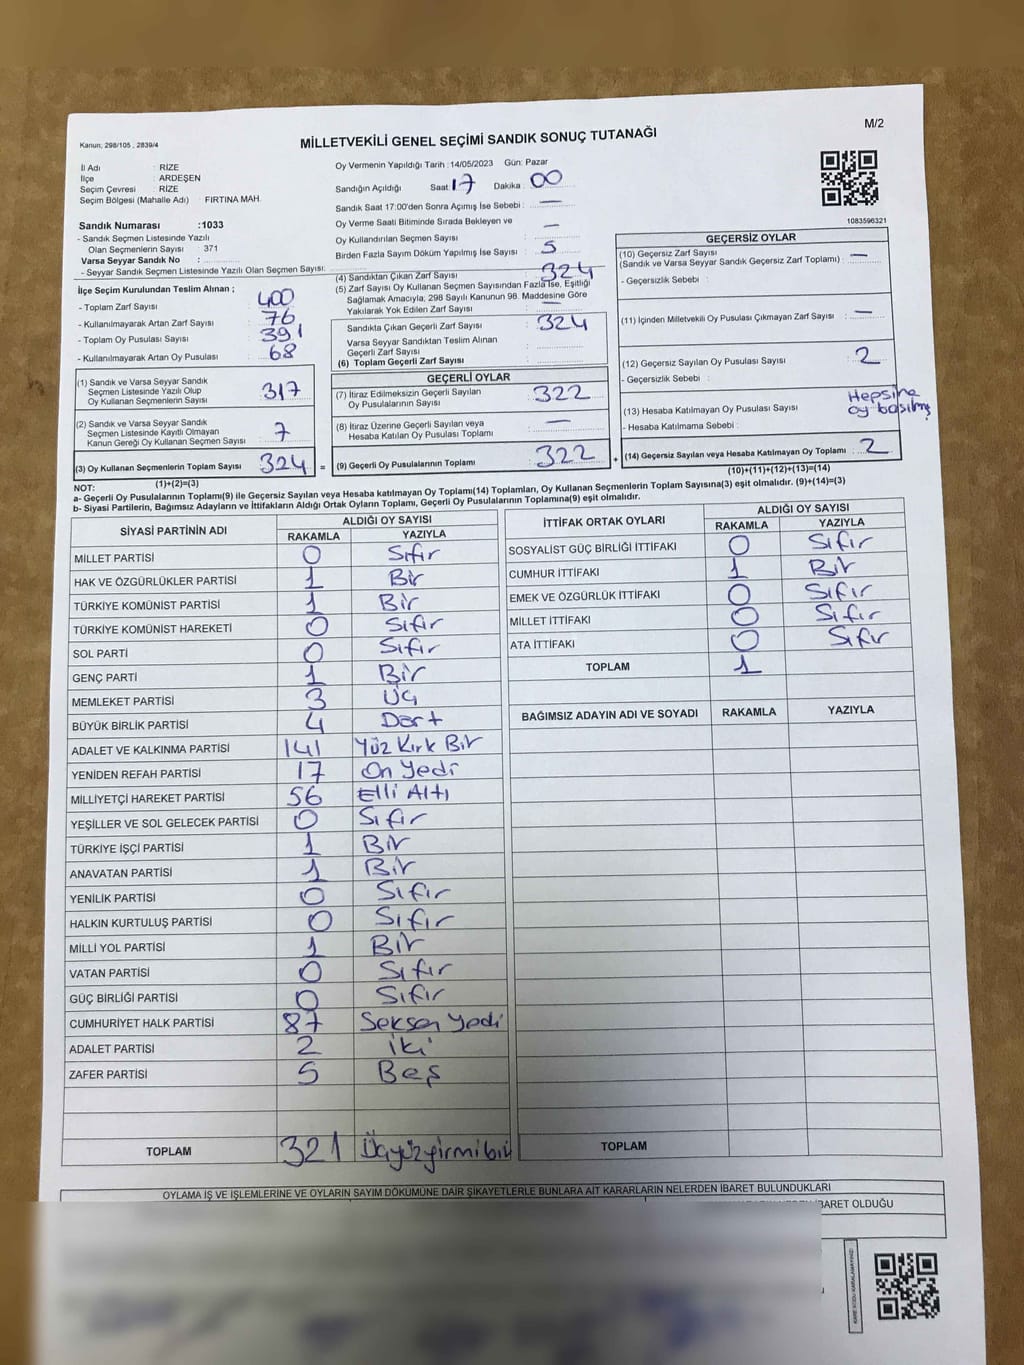 M/2
Kanun, 298/105 , 2839/4
MİLLETVEKİLİ GENEL SEÇİMİ SANDIK SONUÇ TUTANAĞI
İl Adı : RİZE
İlçe ARDEŞEN
Seçim Çevresi : RİZE
Seçim Bölgesi (Mahalle Adı) : FIRTINA MAH.
Sandık Numarası :1033
- Sandık Seçmen Listesinde Yazılı
Olan Seçmenlerin Sayısı : 371
Varsa Seyyar Sandık No :
- Seyyar Sandık Seçmen Listesinde Yazılı Olan Seçmen Sayısı:
Oy Vermenin Yapıldığı Tarih :14/05/2023 Gün: Pazar
Sandığın Açıldığı Saat 17 Dakika : 00
Sandık Saat 17:00'den Sonra Açımış İse Sebebi : —
Oy Verme Saati Bitiminde Sırada Bekleyen ve
Oy Kullandırılan Seçmen Sayısı : —
Birden Fazla Sayım Döküm Yapılmış İse Sayısı : 5
(4) Sandıktan Çıkan Zarf Sayısı : 324
(5) Zarf Sayısı Oy Kullanan Seçmen Sayısından Fazla İse, Eşitliği
Sağlamak Amacıyla, 298 Sayılı Kanunun 98. Maddesine Göre
Yakılarak Yok Edilen Zarf Sayısı : —
1083596321
İlçe Seçim Kurulundan Teslim Alınan ;
- Toplam Zarf Sayısı : 400
- Kullanılmayarak Artan Zarf Sayısı : 76
- Toplam Oy Pusulası Sayısı : 391
- Kullanılmayarak Artan Oy Pusulası : 68
Sandıkta Çıkan Geçerli Zarf Sayısı : 324
Varsa Seyyar Sandıktan Teslim Alınan
Geçerli Zarf Sayısı :
(6) Toplam Geçerli Zarf Sayısı :
(1) Sandık ve Varsa Seyyar Sandık
Seçmen Listesinde Yazılı Olup
Oy Kullanan Seçmenlerin Sayısı : 317
(2) Sandık ve Varsa Seyyar Sandık
Seçmen Listesinde Kayıtlı Olmayan
Kanun Gereği Oy Kullanan Seçmen Sayısı : 7
(3) Oy Kullanan Seçmenlerin Toplam Sayısı : 324 =
(1)+(2)=(3)
GEÇERLİ OYLAR
(7) İtiraz Edilmeksizin Geçerli Sayılan
Oy Pusulalarının Sayısı : 322
(8) İtiraz Üzerine Geçerli Sayılan veya
Hesaba Katılan Oy Pusulası Toplamı : —
(9) Geçerli Oy Pusulalarının Toplamı : 322 +
GEÇERSİZ OYLAR
(10) Geçersiz Zarf Sayısı
(Sandık ve Varsa Seyyar Sandık Geçersiz Zarf Toplamı) : —
- Geçersizlik Sebebi :
(11) İçinden Milletvekili Oy Pusulası Çıkmayan Zarf Sayısı : —
(12) Geçersiz Sayılan Oy Pusulası Sayısı : 2
- Geçersizlik Sebebi : Hepsine oy basılmış
(13) Hesaba Katılmayan Oy Pusulası Sayısı :
- Hesaba Katılmama Sebebi :
(14) Geçersiz Sayılan veya Hesaba Katılmayan Oy Toplamı : 2
(10)+(11)+(12)+(13)=(14)
NOT:
a- Geçerli Oy Pusulalarının Toplamı(9) ile Geçersiz Sayılan veya Hesaba katılmayan Oy Toplamı(14) Toplamları, Oy Kullanan Seçmenlerin Toplam Sayısına(3) eşit olmalıdır. (9)+(14)=(3)
b- Siyasi Partilerin, Bağımsız Adayların ve İttifakların Aldığı Ortak Oyların Toplamı, Geçerli Oy Pusulalarının Toplamına(9) eşit olmalıdır.
SİYASİ PARTİNİN ADI ALDIĞI OY SAYISI
RAKAMLA YAZIYLA
MİLLET PARTİSİ 0 Sıfır
HAK VE ÖZGÜRLÜKLER PARTİSİ 1 Bir
TÜRKİYE KOMÜNİST PARTİSİ 1 Bir
TÜRKİYE KOMÜNİST HAREKETİ 0 Sıfır
SOL PARTİ 0 Sıfır
GENÇ PARTİ 1 Bir
MEMLEKET PARTİSİ 3 Üç
BÜYÜK BİRLİK PARTİSİ 4 Dört
ADALET VE KALKINMA PARTİSİ 141 Yüz Kırk Bir
YENİDEN REFAH PARTİSİ 17 On Yedi
MİLLİYETÇİ HAREKET PARTİSİ 56 Elli Altı
YEŞİLLER VE SOL GELECEK PARTİSİ 0 Sıfır
TÜRKİYE İŞÇİ PARTİSİ 1 Bir
ANAVATAN PARTİSİ 1 Bir
YENİLİK PARTİSİ 0 Sıfır
HALKIN KURTULUŞ PARTİSİ 0 Sıfır
MİLLİ YOL PARTİSİ 1 Bir
VATAN PARTİSİ 0 Sıfır
GÜÇ BİRLİĞİ PARTİSİ 0 Sıfır
CUMHURİYET HALK PARTİSİ 87 Seksen Yedi
ADALET PARTİSİ 2 İki
ZAFER PARTİSİ 5 Beş
TOPLAM 321 Üçyüzyirmibir
İTTİFAK ORTAK OYLARI ALDIĞI OY SAYISI
RAKAMLA YAZIYLA
SOSYALİST GÜÇ BİRLİĞİ İTTİFAKI 0 Sıfır
CUMHUR İTTİFAKI 1 Bir
EMEK VE ÖZGÜRLÜK İTTİFAKI 0 Sıfır
MİLLET İTTİFAKI 0 Sıfır
ATA İTTİFAKI 0 Sıfır
TOPLAM 1
BAĞIMSIZ ADAYIN ADI VE SOYADI RAKAMLA YAZIYLA
TOPLAM
OYLAMA İŞ VE İŞLEMLERİNE VE OYLARIN SAYIM DÖKÜMÜNE DAİR ŞİKAYETLERLE BUNLARA AİT KARARLARIN NELERDEN İBARET BULUNDUKLARI
BARET OLDUĞU